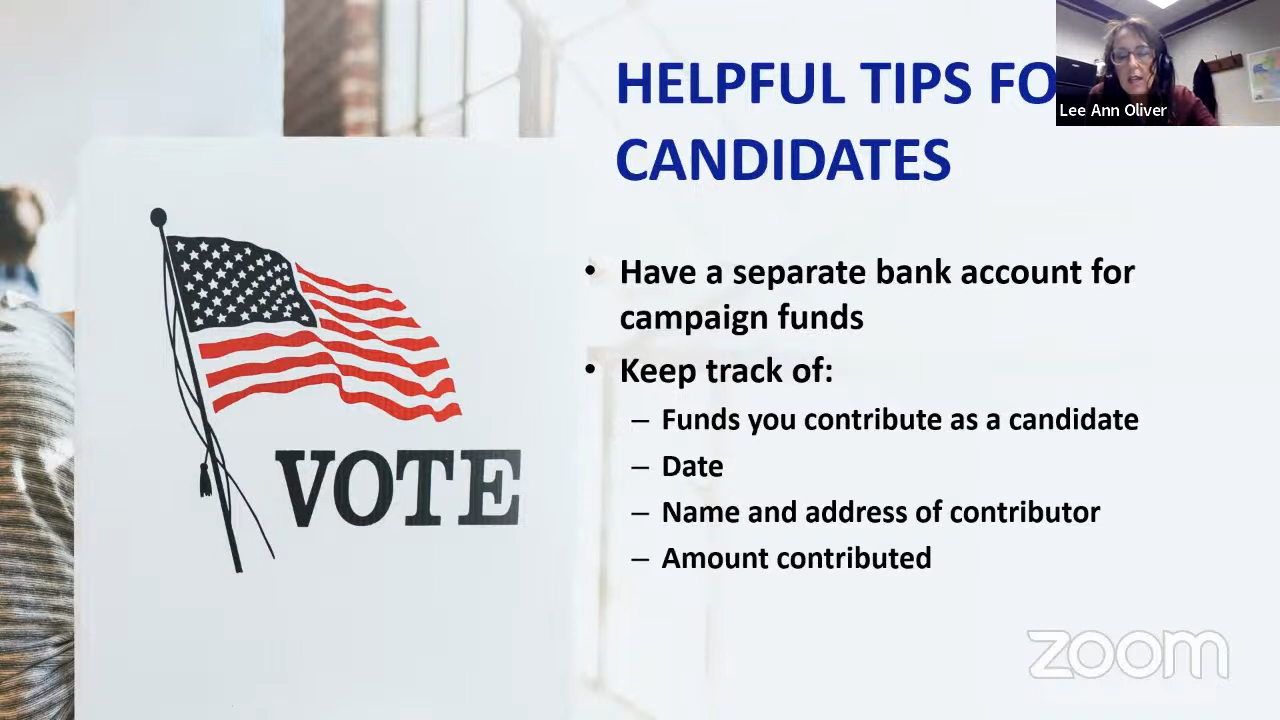 HELPFUL TIPS FO
CANDIDATES
Lee Ann Oliver
• Have a separate bank account for
campaign funds
• Keep track of:
– Funds you contribute as a candidate
– Date
– Name and address of contributor
– Amount contributed
VOTE
zoom